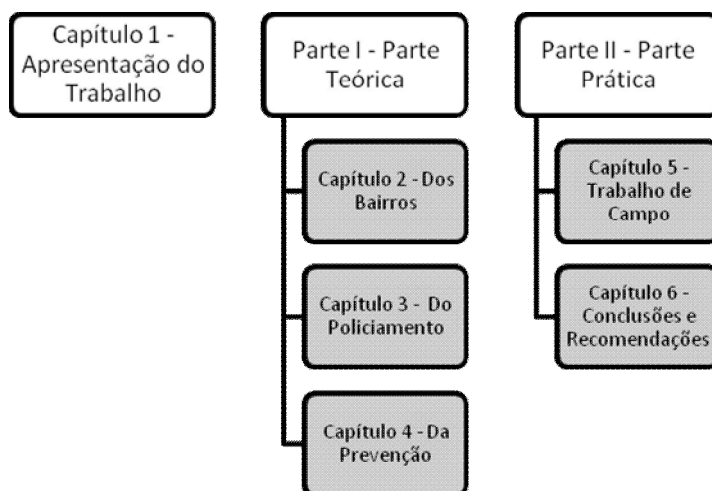 Capítulo 1 -
Apresentação do
Trabalho
Parte I - Parte
Teórica
Capítulo 2 - Dos
Bairros
Capítulo 3 - Do
Policiamento
Capítulo 4 - Da
Prevenção
Parte II - Parte
Prática
Capítulo 5 -
Trabalho de
Campo
Capítulo 6 -
Conclusões e
Recomendações